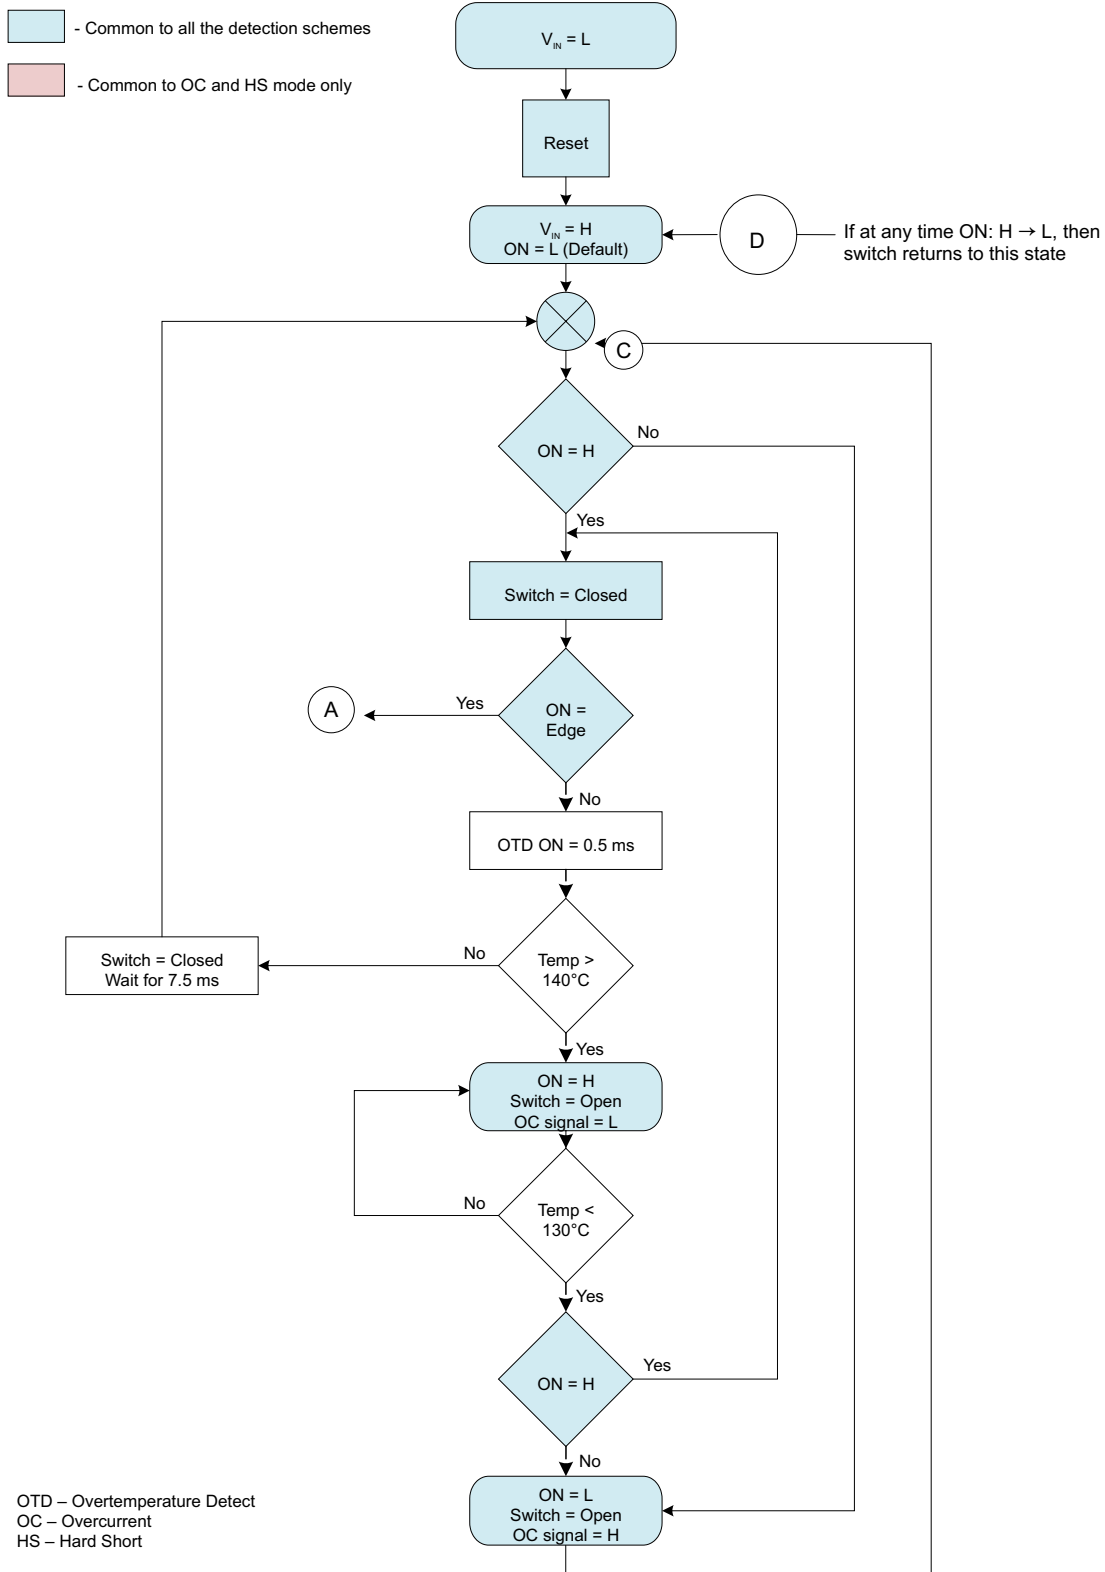 - Common to all the detection schemes
- Common to OC and HS mode only
V_IN = L
Reset
V_IN = H
ON = L (Default)
D
If at any time ON: H → L, then
switch returns to this state
C
ON = H
No
Yes
Switch = Closed
ON =
Edge
Yes
A
No
OTD ON = 0.5 ms
Temp >
140°C
No
Switch = Closed
Wait for 7.5 ms
Yes
ON = H
Switch = Open
OC signal = L
Temp <
130°C
No
Yes
ON = H
Yes
No
ON = L
Switch = Open
OC signal = H
OTD – Overtemperature Detect
OC – Overcurrent
HS – Hard Short